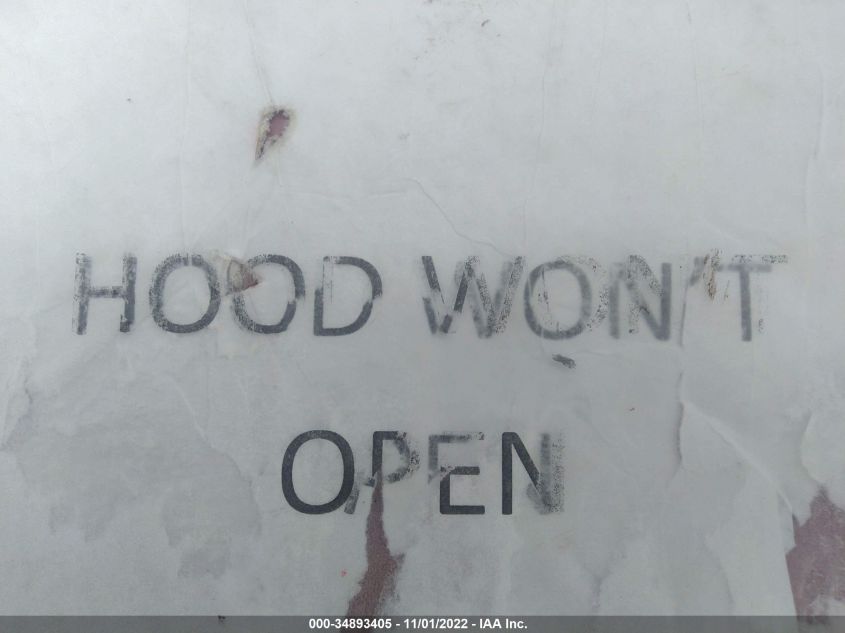 HOOD WON'T
OPEN
000-34893405 - 11/01/2022 - IAA Inc.